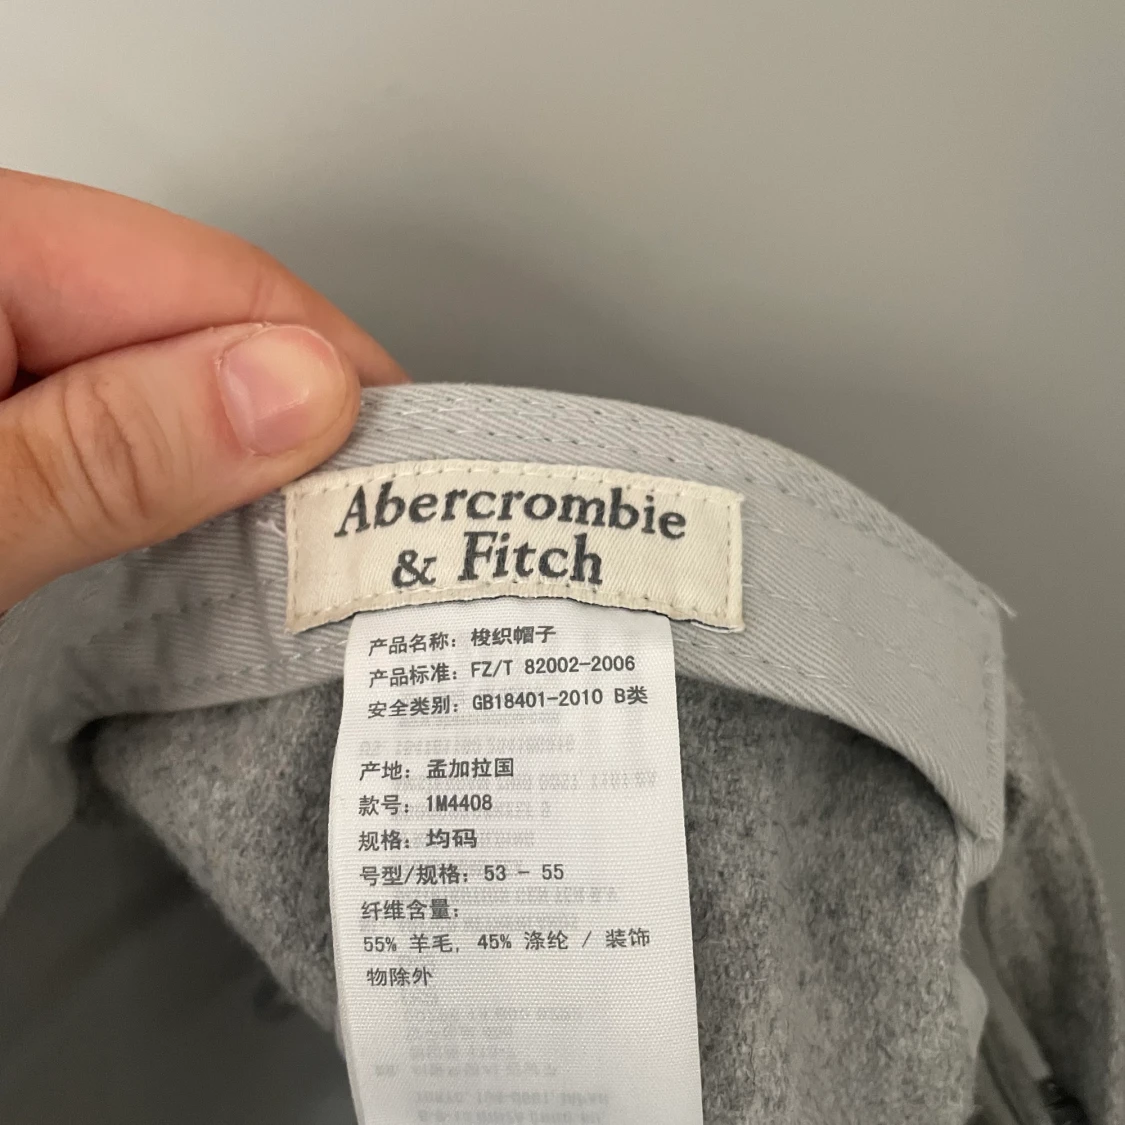 Abercrombie
& Fitch
产品名称: 梭织帽子
产品标准: FZ/T 82002-2006
安全类别: GB18401-2010 B类
产地: 孟加拉国
款号: 1M4408
规格: 均码
号型/规格: 53 - 55
纤维含量:
55% 羊毛, 45% 涤纶 / 装饰
物除外